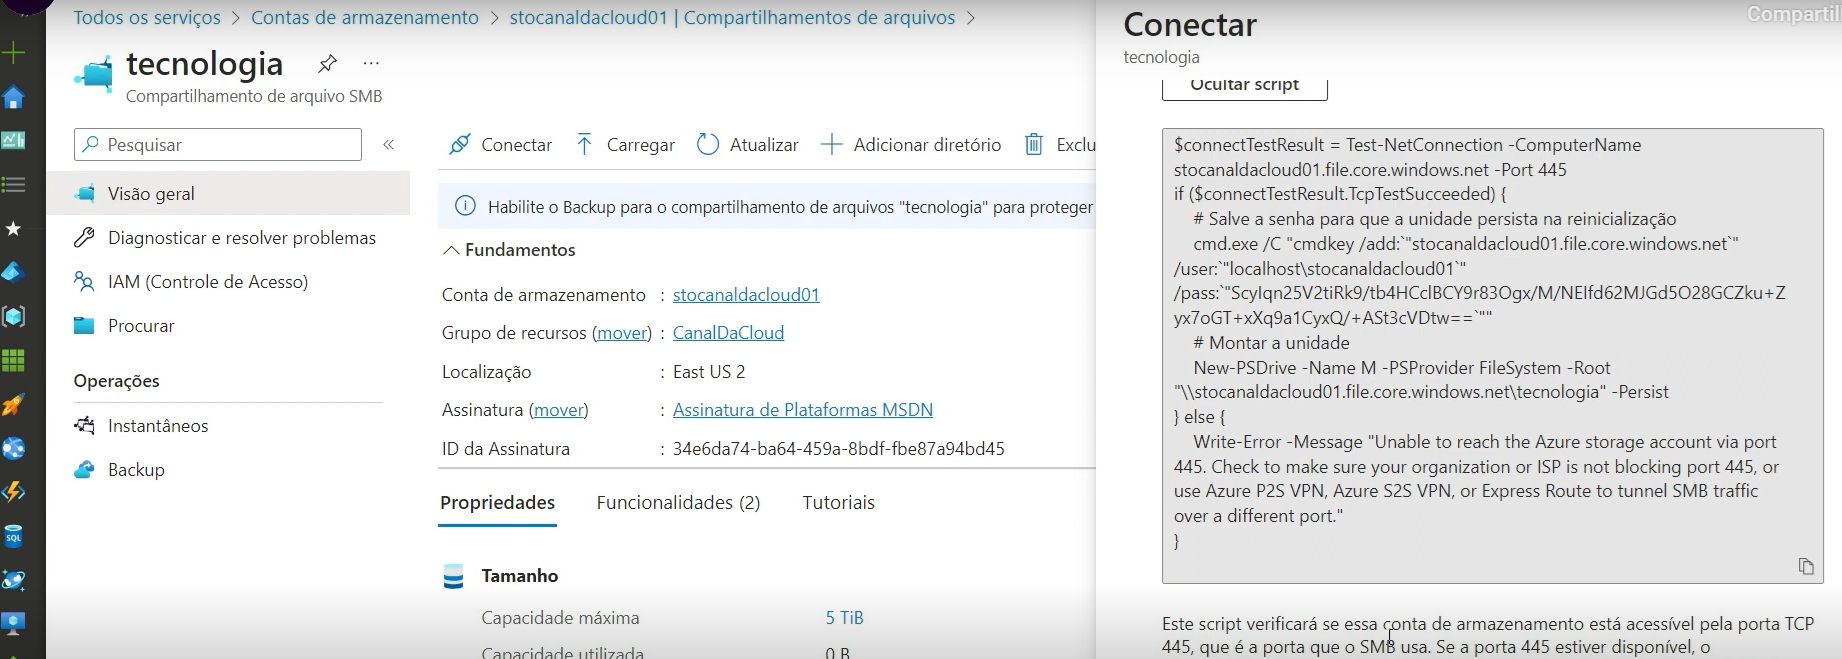 Todos os serviços > Contas de armazenamento > stocanaldacloud01 | Compartilhamentos de arquivos >
tecnologia
Compartilhamento de arquivo SMB
Pesquisar
Visão geral
Diagnosticar e resolver problemas
IAM (Controle de Acesso)
Procurar
Operações
Instantâneos
Backup
Conectar
Carregar
Atualizar
Adicionar diretório
Exclu
Habilite o Backup para o compartilhamento de arquivos "tecnologia" para proteger
Fundamentos
Conta de armazenamento : stocanaldacloud01
Grupo de recursos (mover) : CanalDaCloud
Localização : East US 2
Assinatura (mover) : Assinatura de Plataformas MSDN
ID da Assinatura : 34e6da74-ba64-459a-8bdf-fbe87a94bd45
Propriedades Funcionalidades (2) Tutoriais
Tamanho
Capacidade máxima 5 TiB
Capacidade utilizada 0 B
Compartil
Conectar
tecnologia
Ocultar script
$connectTestResult = Test-NetConnection -ComputerName
stocanaldacloud01.file.core.windows.net -Port 445
if ($connectTestResult.TcpTestSucceeded) {
# Salve a senha para que a unidade persista na reinicialização
cmd.exe /C "cmdkey /add:`"stocanaldacloud01.file.core.windows.net`"
/user:`"localhost\stocanaldacloud01`"
/pass:`"ScyIqn25V2tiRk9/tb4HCclBCY9r83Ogx/M/NEIfd62MJGd5O28GCZku+Z
yx7oGT+xXq9a1CyxQ/+ASt3cVDtw==`""
# Montar a unidade
New-PSDrive -Name M -PSProvider FileSystem -Root
"\\stocanaldacloud01.file.core.windows.net\tecnologia" -Persist
} else {
Write-Error -Message "Unable to reach the Azure storage account via port
445. Check to make sure your organization or ISP is not blocking port 445, or
use Azure P2S VPN, Azure S2S VPN, or Express Route to tunnel SMB traffic
over a different port."
}
Este script verificará se essa conta de armazenamento está acessível pela porta TCP
445, que é a porta que o SMB usa. Se a porta 445 estiver disponível, o
SQL